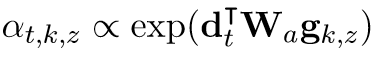 α_{t,k,z} ∝ exp(𝐝_t^⊺ 𝐖_a 𝐠_{k,z})